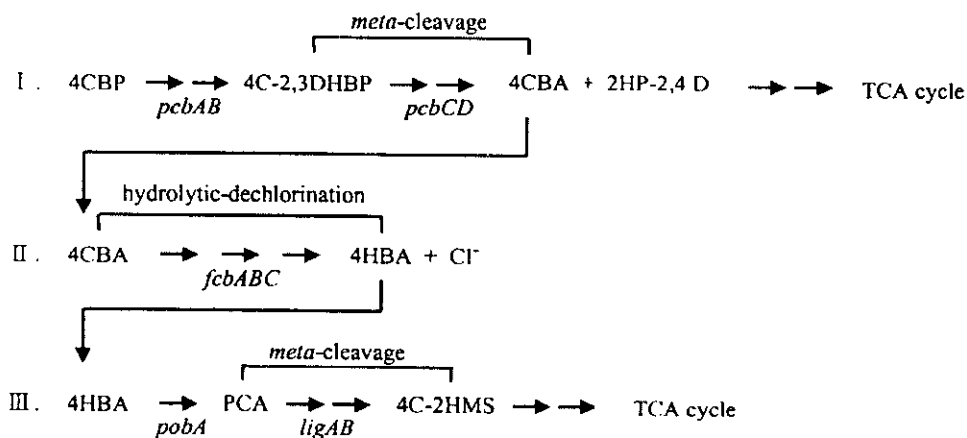 meta-cleavage
I. 4CBP 4C-2,3DHBP 4CBA + 2HP-2,4 D TCA cycle
pcbAB pcbCD
hydrolytic-dechlorination
II. 4CBA 4HBA + Cl⁻
fcbABC
meta-cleavage
III. 4HBA PCA 4C-2HMS TCA cycle
pobA ligAB